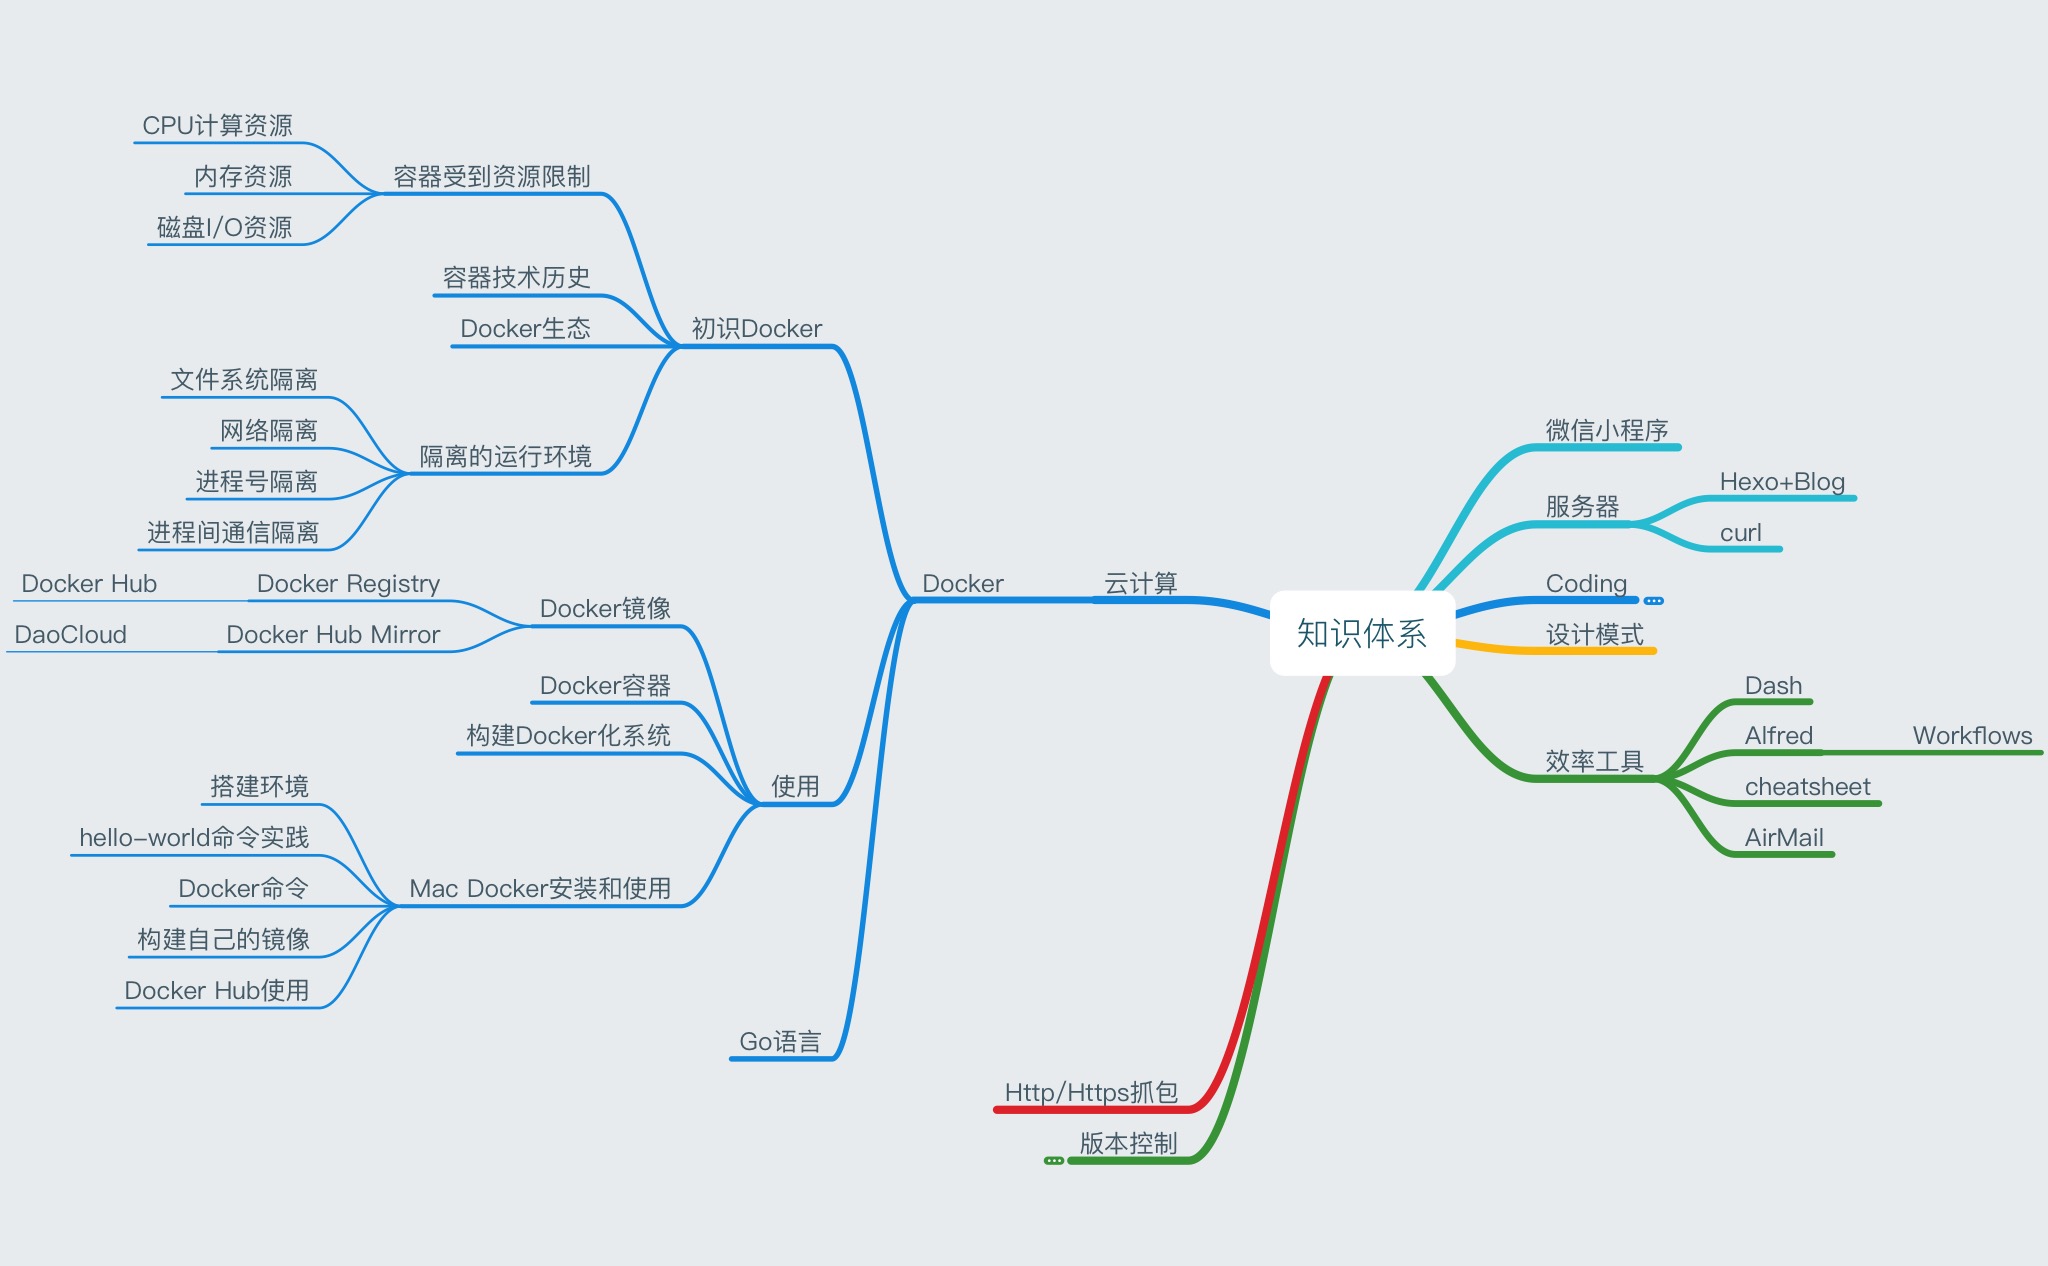 知识体系
微信小程序
服务器
Hexo+Blog
curl
Coding
设计模式
效率工具
Dash
Alfred
Workflows
cheatsheet
AirMail
云计算
Docker
初识Docker
容器受到资源限制
CPU计算资源
内存资源
磁盘I/O资源
容器技术历史
Docker生态
隔离的运行环境
文件系统隔离
网络隔离
进程号隔离
进程间通信隔离
使用
Docker镜像
Docker Registry
Docker Hub
Docker Hub Mirror
DaoCloud
Docker容器
构建Docker化系统
Mac Docker安装和使用
搭建环境
hello-world命令实践
Docker命令
构建自己的镜像
Docker Hub使用
Go语言
Http/Https抓包
版本控制